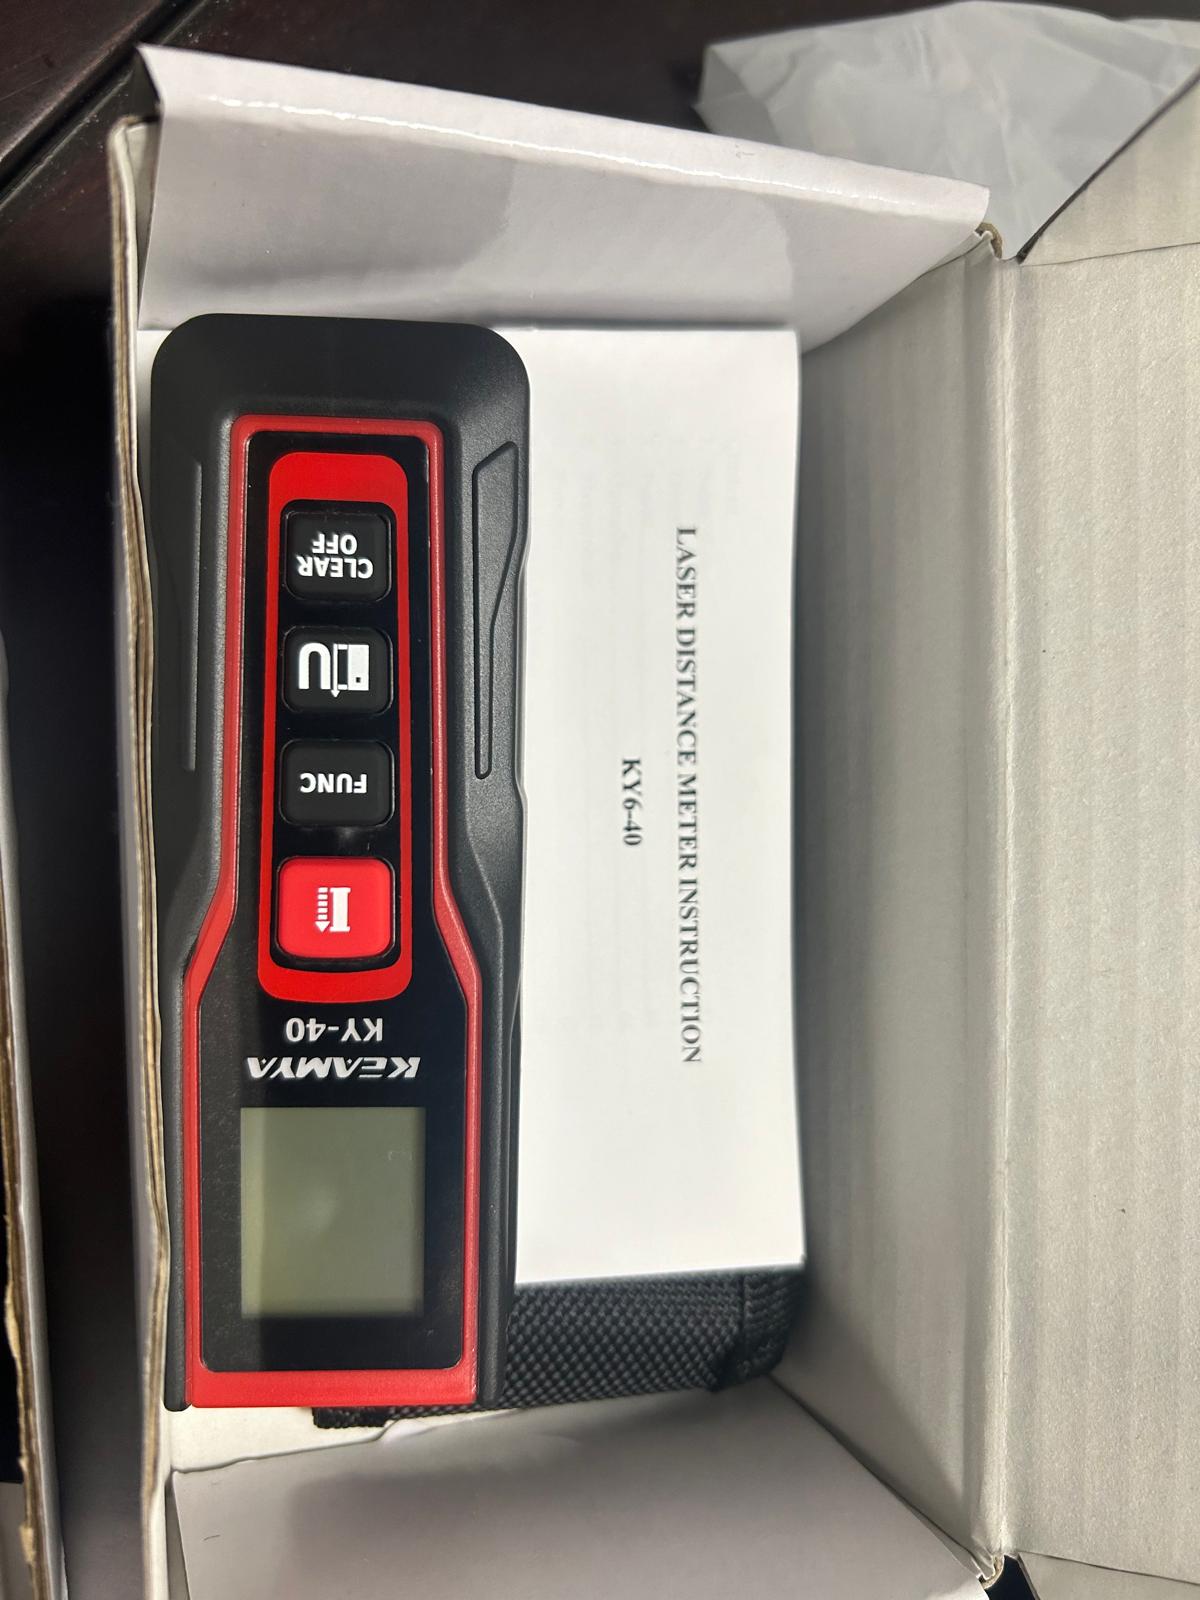 KEAMYA
KY-40
FUNC
U
CLEAR
OFF
LASER DISTANCE METER INSTRUCTION
KY6-40